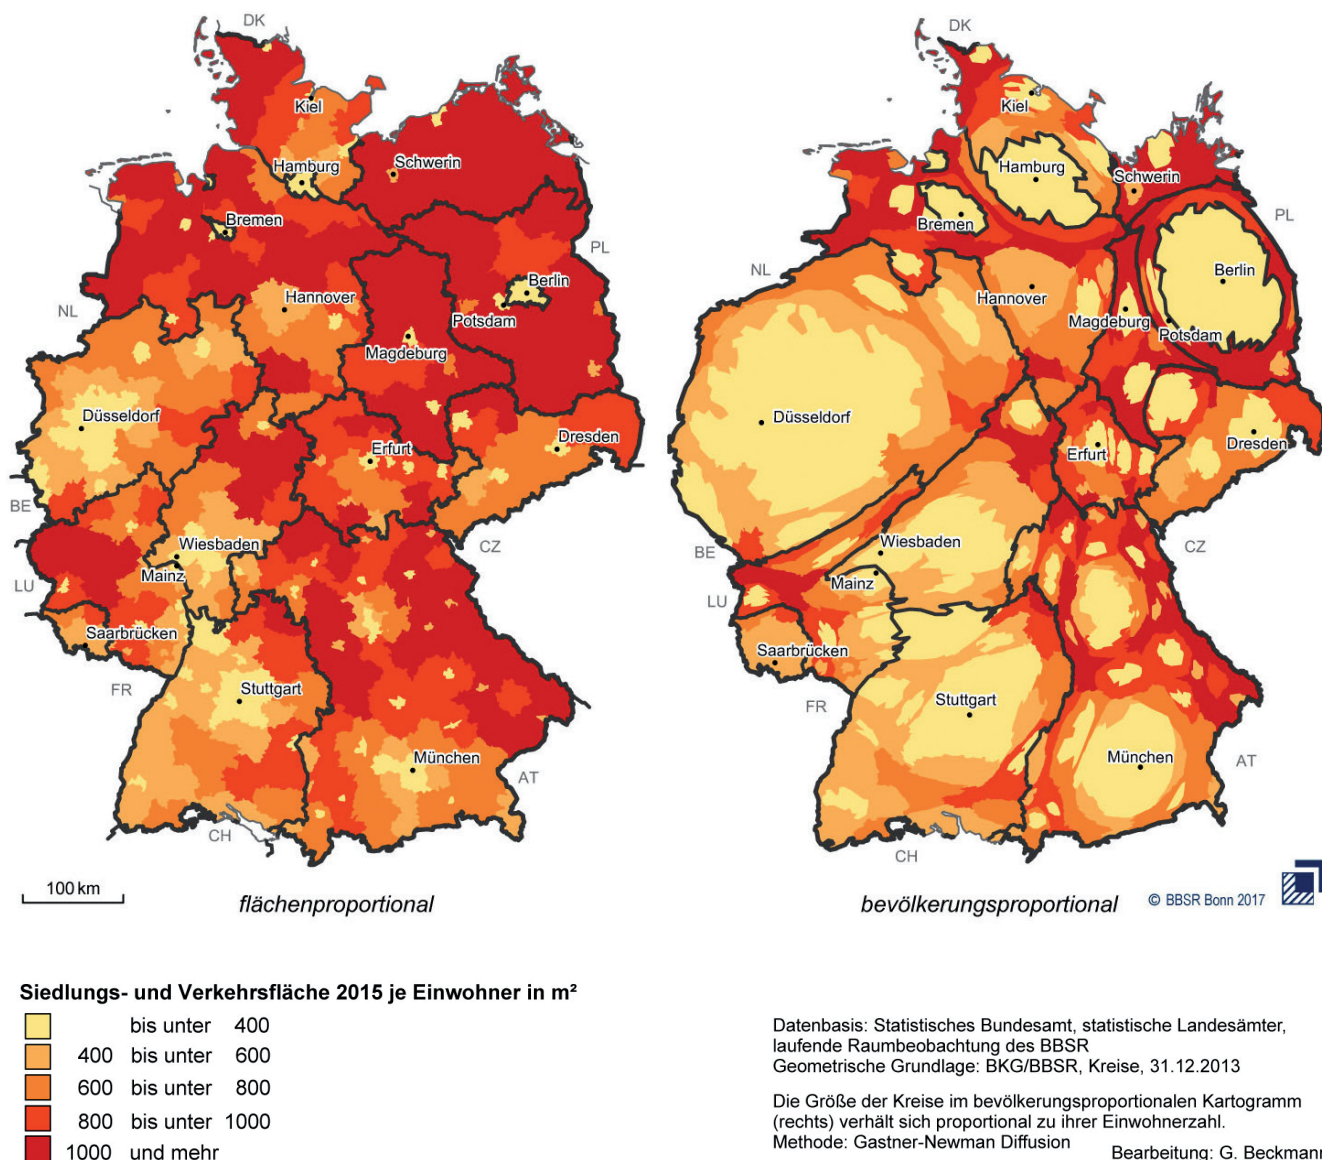 DK
Kiel
Hamburg
Schwerin
Bremen
PL
Berlin
NL
Hannover
Potsdam
Magdeburg
Düsseldorf
Dresden
Erfurt
BE
Wiesbaden
CZ
Mainz
LU
Saarbrücken
FR
Stuttgart
München
AT
CH
100 km
flächenproportional
DK
Kiel
Hamburg
Schwerin
Bremen
PL
NL
Berlin
Hannover
Magdeburg
Potsdam
Düsseldorf
Dresden
Erfurt
Wiesbaden
BE
CZ
Mainz
LU
Saarbrücken
FR
Stuttgart
München
AT
CH
bevölkerungsproportional
© BBSR Bonn 2017
Siedlungs- und Verkehrsfläche 2015 je Einwohner in m²
bis unter 400
400 bis unter 600
600 bis unter 800
800 bis unter 1000
1000 und mehr
Datenbasis: Statistisches Bundesamt, statistische Landesämter,
laufende Raumbeobachtung des BBSR
Geometrische Grundlage: BKG/BBSR, Kreise, 31.12.2013
Die Größe der Kreise im bevölkerungsproportionalen Kartogramm
(rechts) verhält sich proportional zu ihrer Einwohnerzahl.
Methode: Gastner-Newman Diffusion
Bearbeitung: G. Beckmann